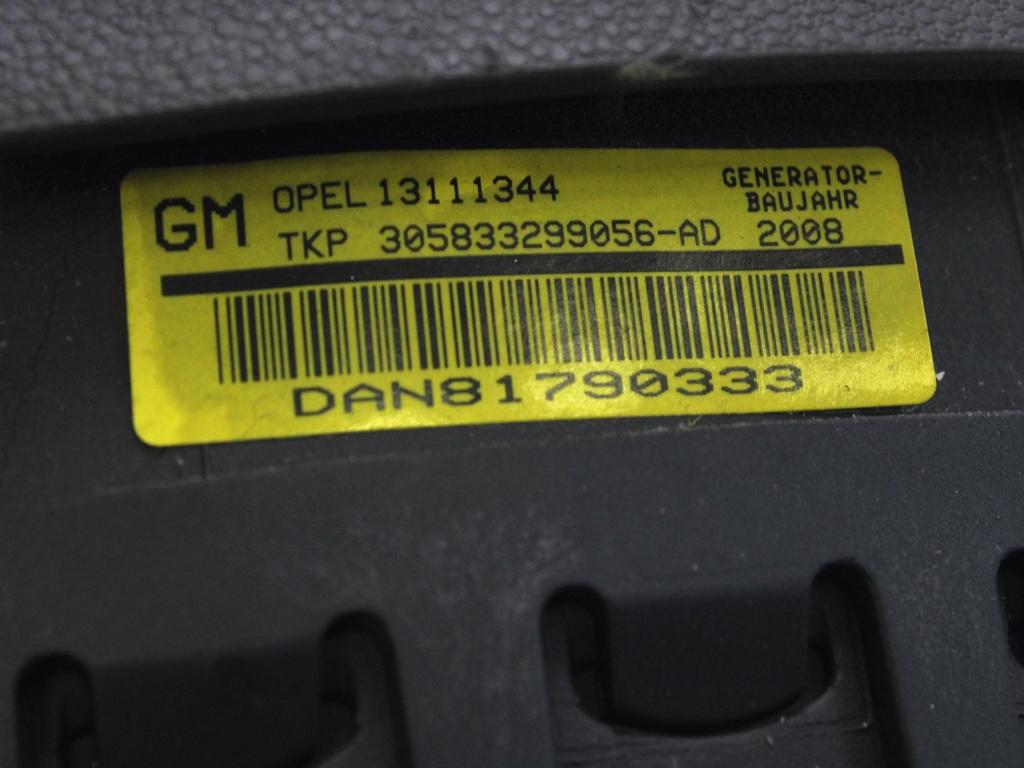 GM OPEL 13111344 GENERATOR-
BAUJAHR
TKP 305833299056-AD 2008
DAN81790333